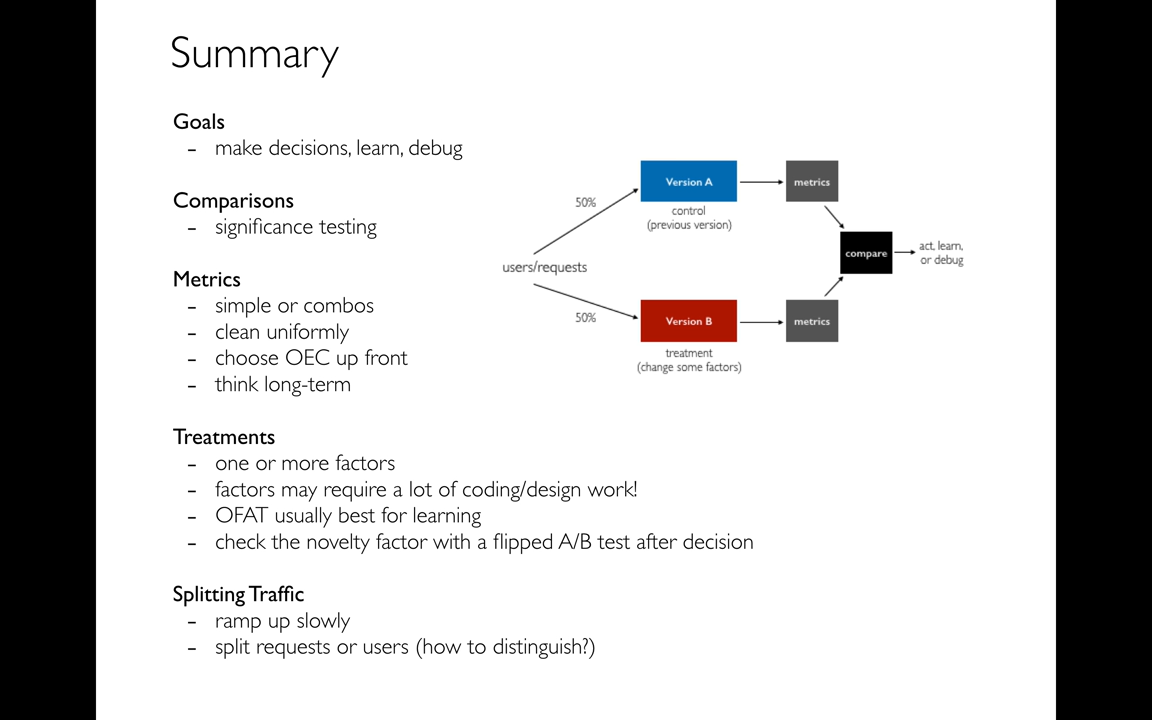 Summary
Goals
- make decisions, learn, debug
Comparisons
- significance testing
Metrics
- simple or combos
- clean uniformly
- choose OEC up front
- think long-term
Treatments
- one or more factors
- factors may require a lot of coding/design work!
- OFAT usually best for learning
- check the novelty factor with a flipped A/B test after decision
Splitting Traffic
- ramp up slowly
- split requests or users (how to distinguish?)
users/requests
50%
Version A
control
(previous version)
metrics
50%
Version B
treatment
(change some factors)
metrics
compare
act, learn,
or debug